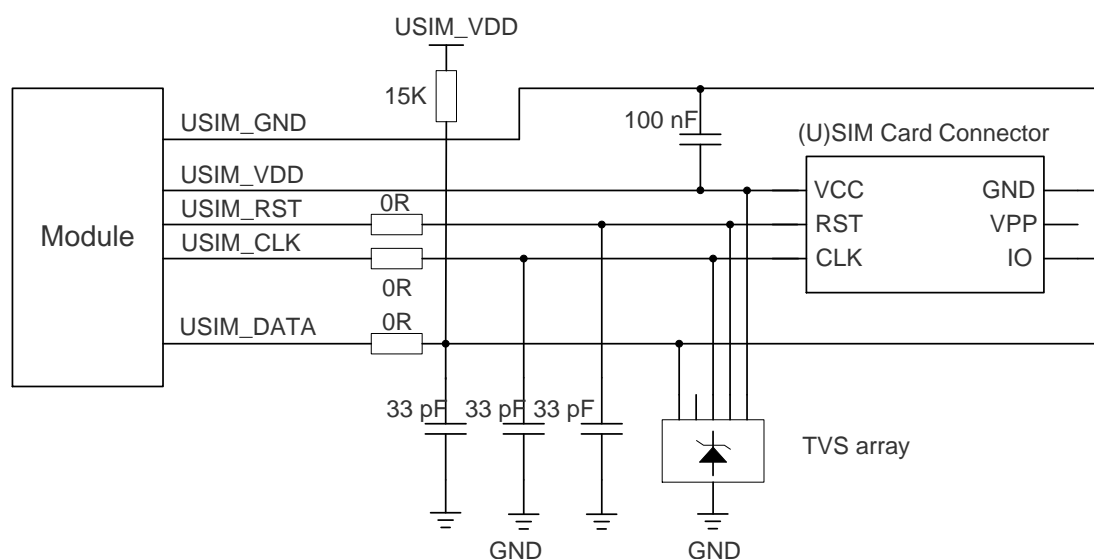 USIM_VDD
15K
USIM_GND
100 nF
(U)SIM Card Connector
USIM_VDD
VCC
GND
USIM_RST
0R
RST
VPP
Module
USIM_CLK
CLK
IO
0R
USIM_DATA
0R
33 pF
33 pF
33 pF
TVS array
GND
GND